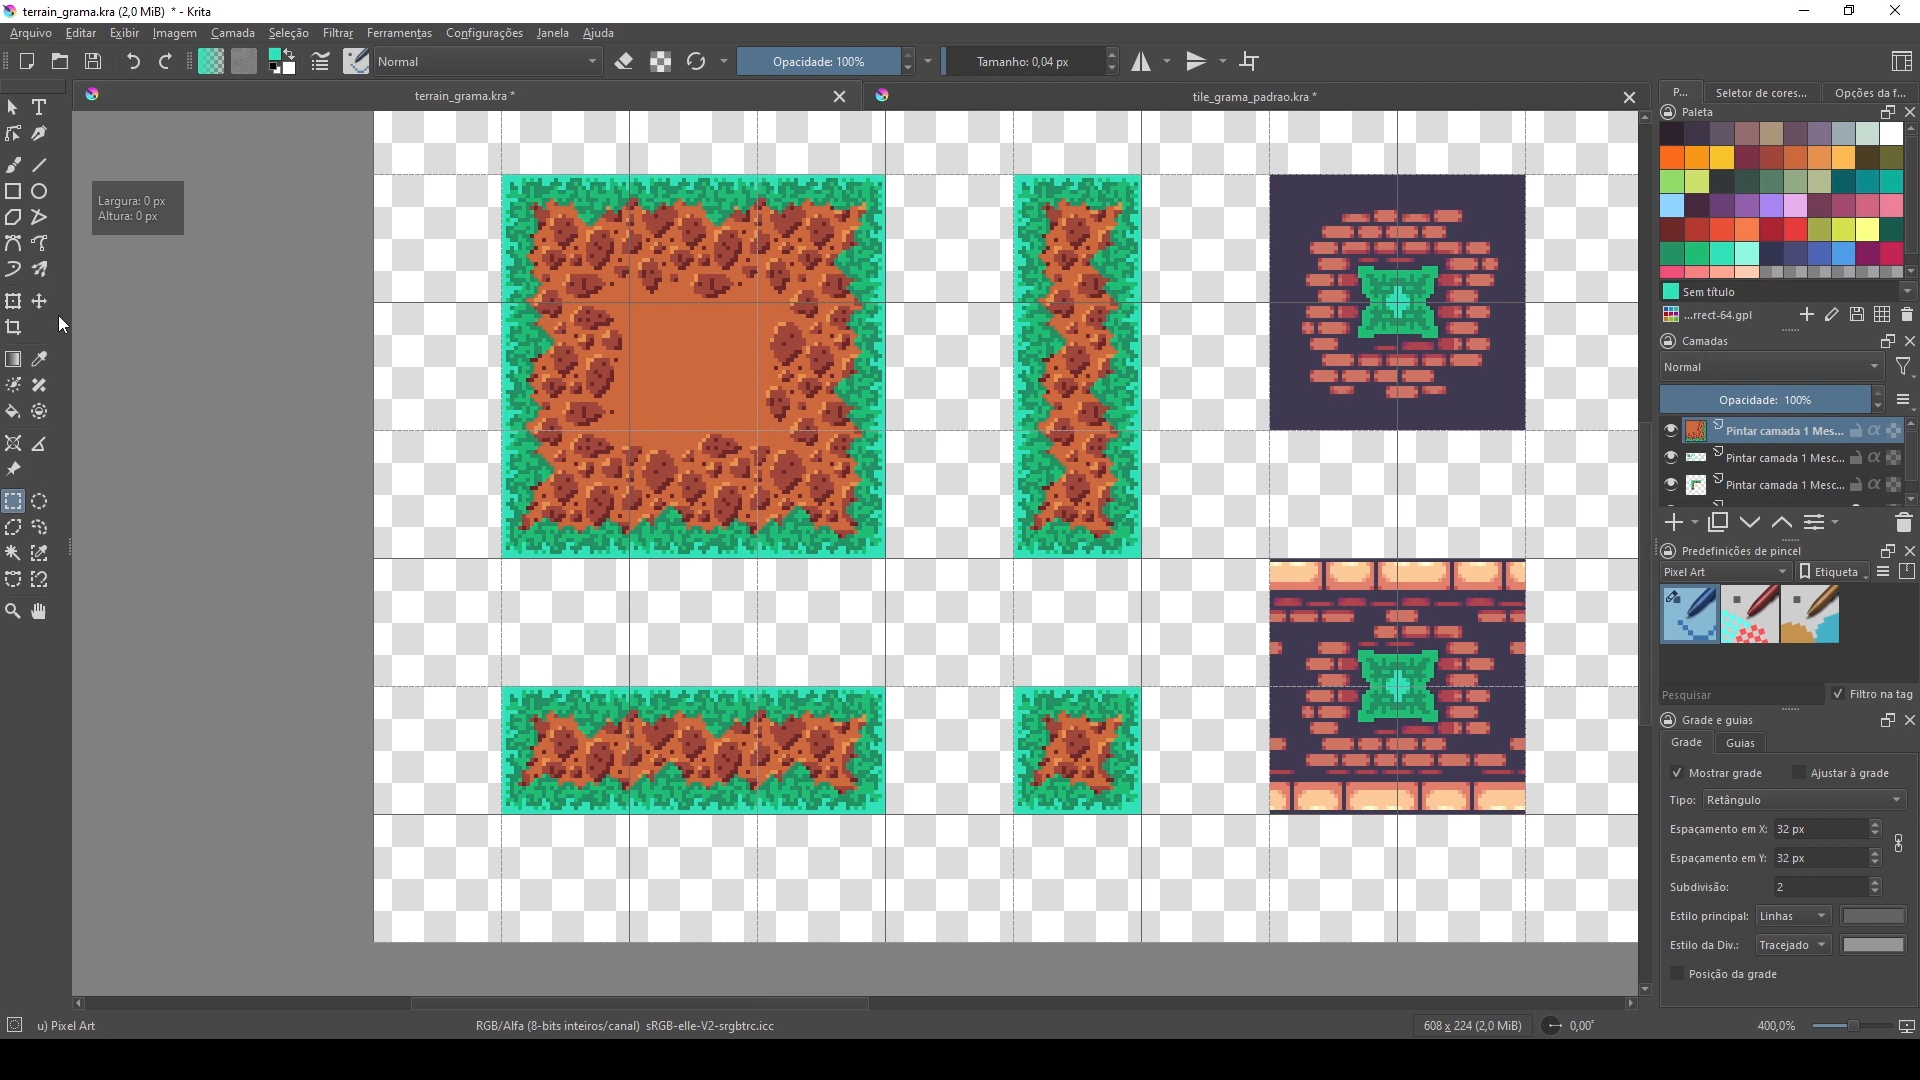 terrain_grama.kra (2,0 MiB) * - Krita
Arquivo Editar Exibir Imagem Camada Seleção Filtrar Ferramentas Configurações Janela Ajuda
Normal
Opacidade: 100%
Tamanho: 0,04 px
terrain_grama.kra *
tile_grama_padrao.kra *
P... Seletor de cores... Opções da f...
Paleta
Largura: 0 px
Altura: 0 px
Sem título
...rrect-64.gpl
Camadas
Normal
Opacidade: 100%
Pintar camada 1 Mes...
Pintar camada 1 Mesc...
Pintar camada 1 Mesc...
Predefinições de pincel
Pixel Art
Etiqueta
Pesquisar
Filtro na tag
Grade e guias
Grade Guias
Mostrar grade Ajustar à grade
Tipo: Retângulo
Espaçamento em X: 32 px
Espaçamento em Y: 32 px
Subdivisão: 2
Estilo principal: Linhas
Estilo da Div.: Tracejado
Posição da grade
u) Pixel Art
RGB/Alfa (8-bits inteiros/canal) sRGB-elle-V2-srgbtrc.icc
608 x 224 (2,0 MiB)
0,00°
400,0%